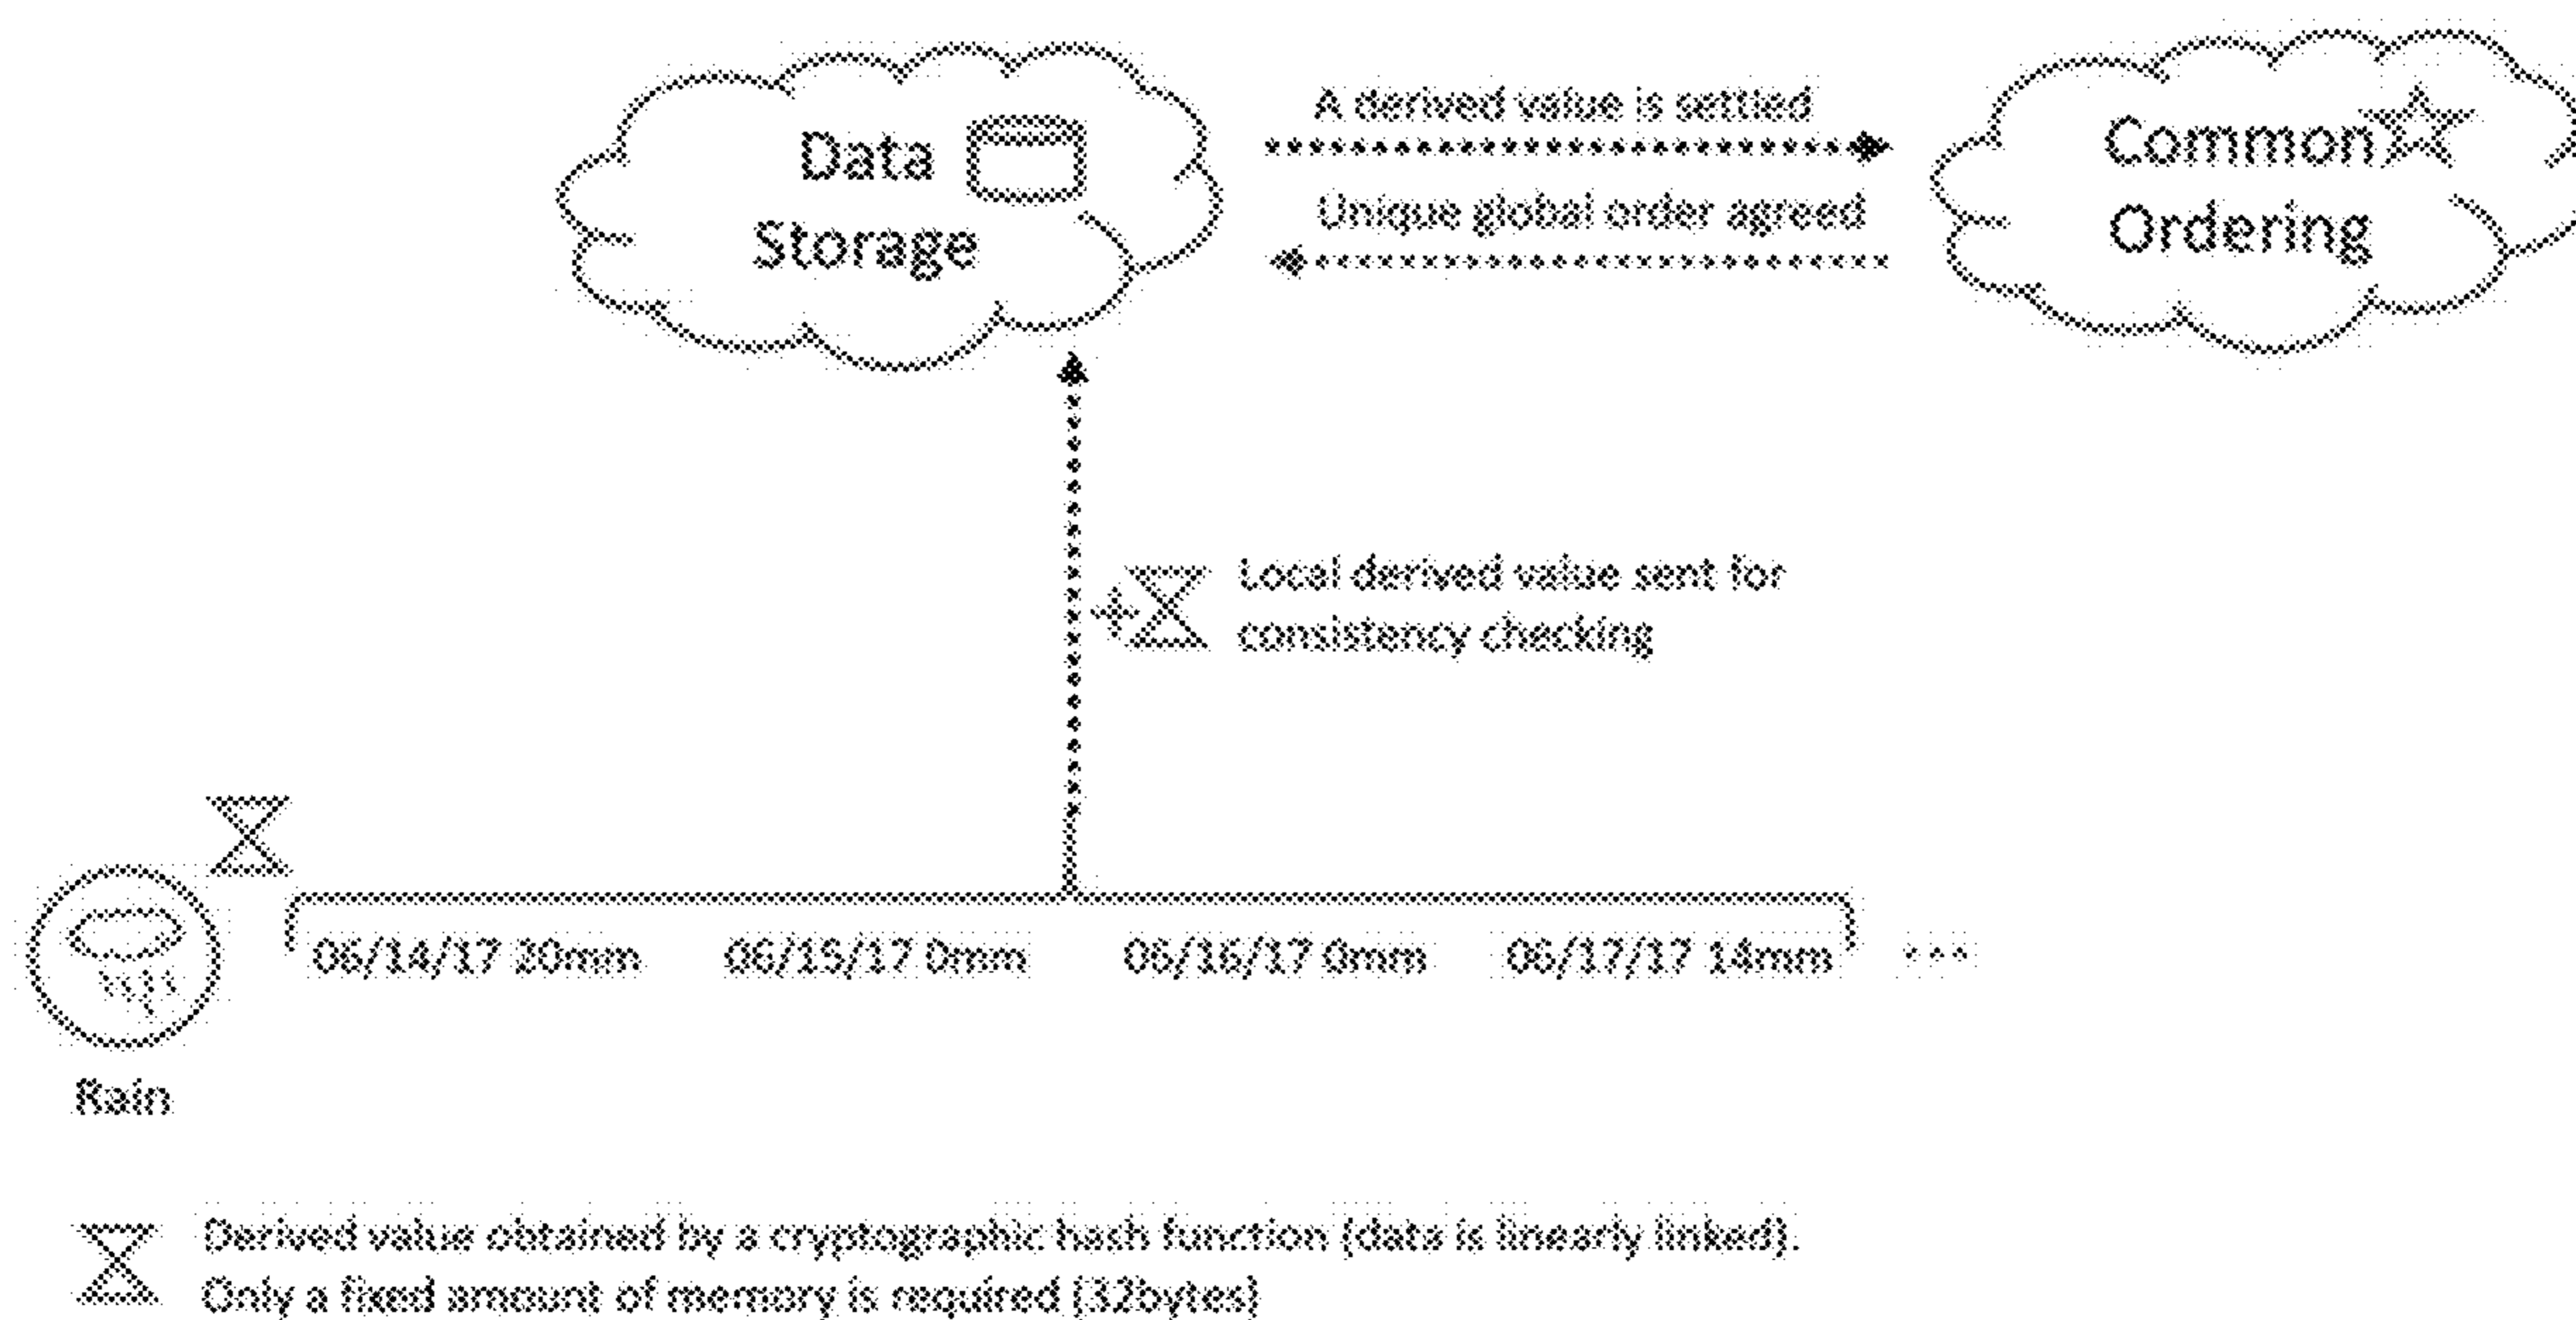 Data
Storage
A derived value is settled
Unique global order agreed
Common
Ordering
Local derived value sent for
consistency checking
06/14/17 20mm 06/15/17 0mm 06/16/17 0mm 06/17/17 14mm ...
Rain
Derived value obtained by a cryptographic hash function (data is linearly linked).
Only a fixed amount of memory is required (32bytes)